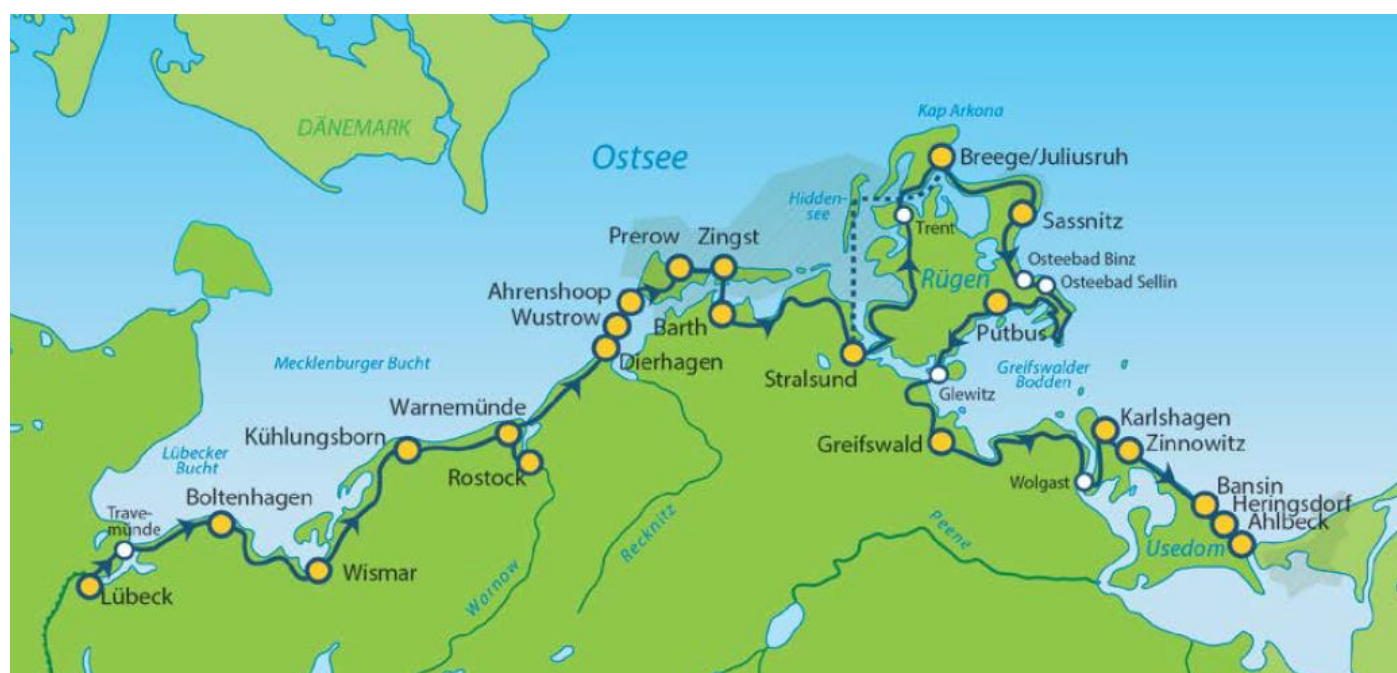 DÄNEMARK
Ostsee
Kap Arkona
Breege/Juliusruh
Hidden-
see
Trent
Sassnitz
Prerow
Zingst
Osteebad Binz
Osteebad Sellin
Rügen
Ahrenshoop
Wustrow
Barth
Putbus
Dierhagen
Mecklenburger Bucht
Stralsund
Greifswalder
Bodden
Glewitz
Warnemünde
Karlshagen
Kühlungsborn
Greifswald
Zinnowitz
Lübecker
Bucht
Rostock
Wolgast
Boltenhagen
Bansin
Heringsdorf
Trave-
münde
Recknitz
Peene
Ahlbeck
Usedom
Wismar
Lübeck
Warnow